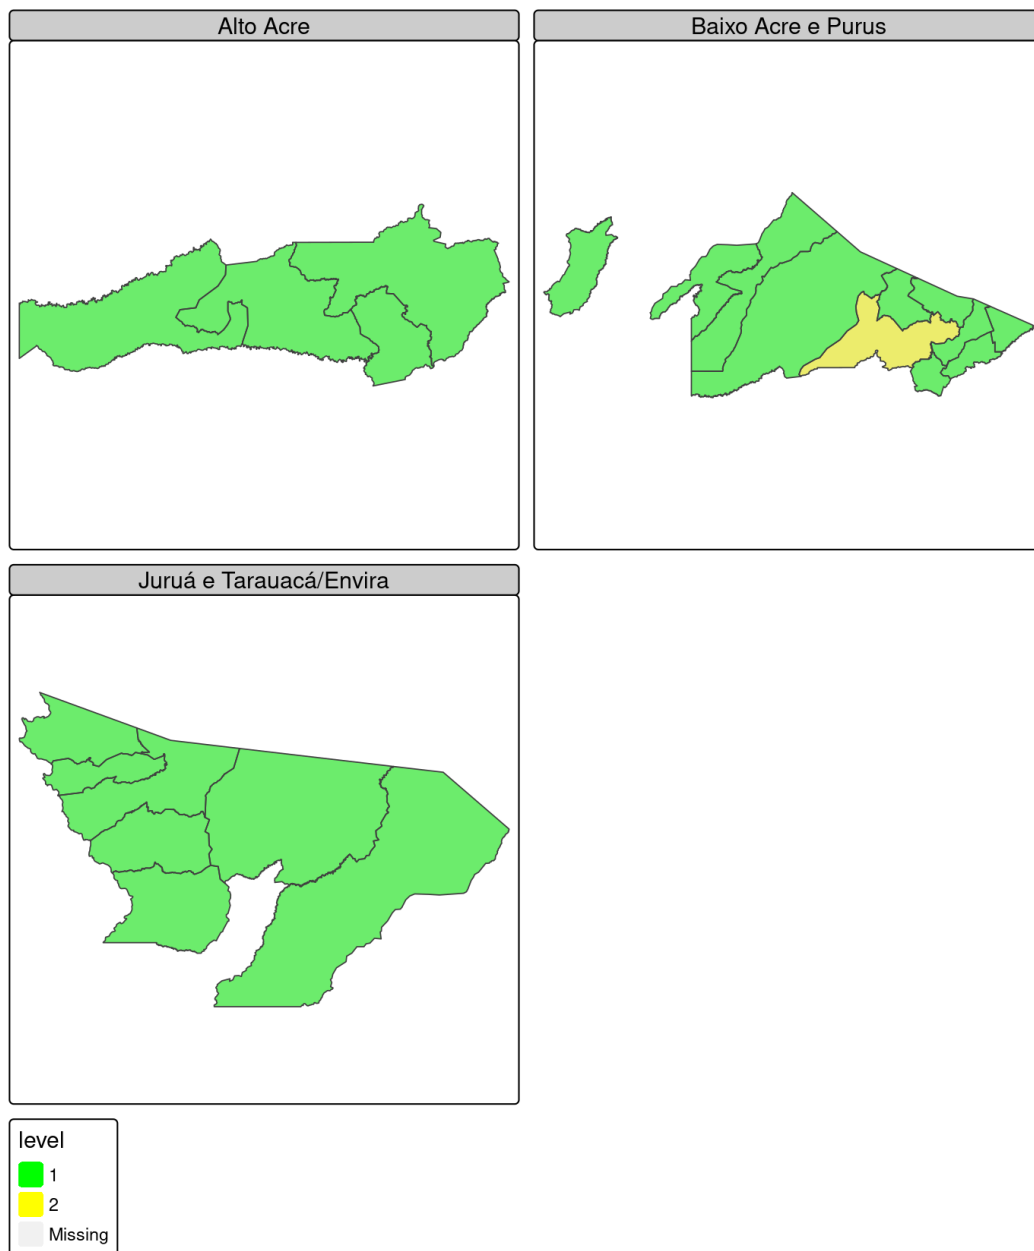 Alto Acre
Baixo Acre e Purus
Juruá e Tarauacá/Envira
level
1
2
Missing